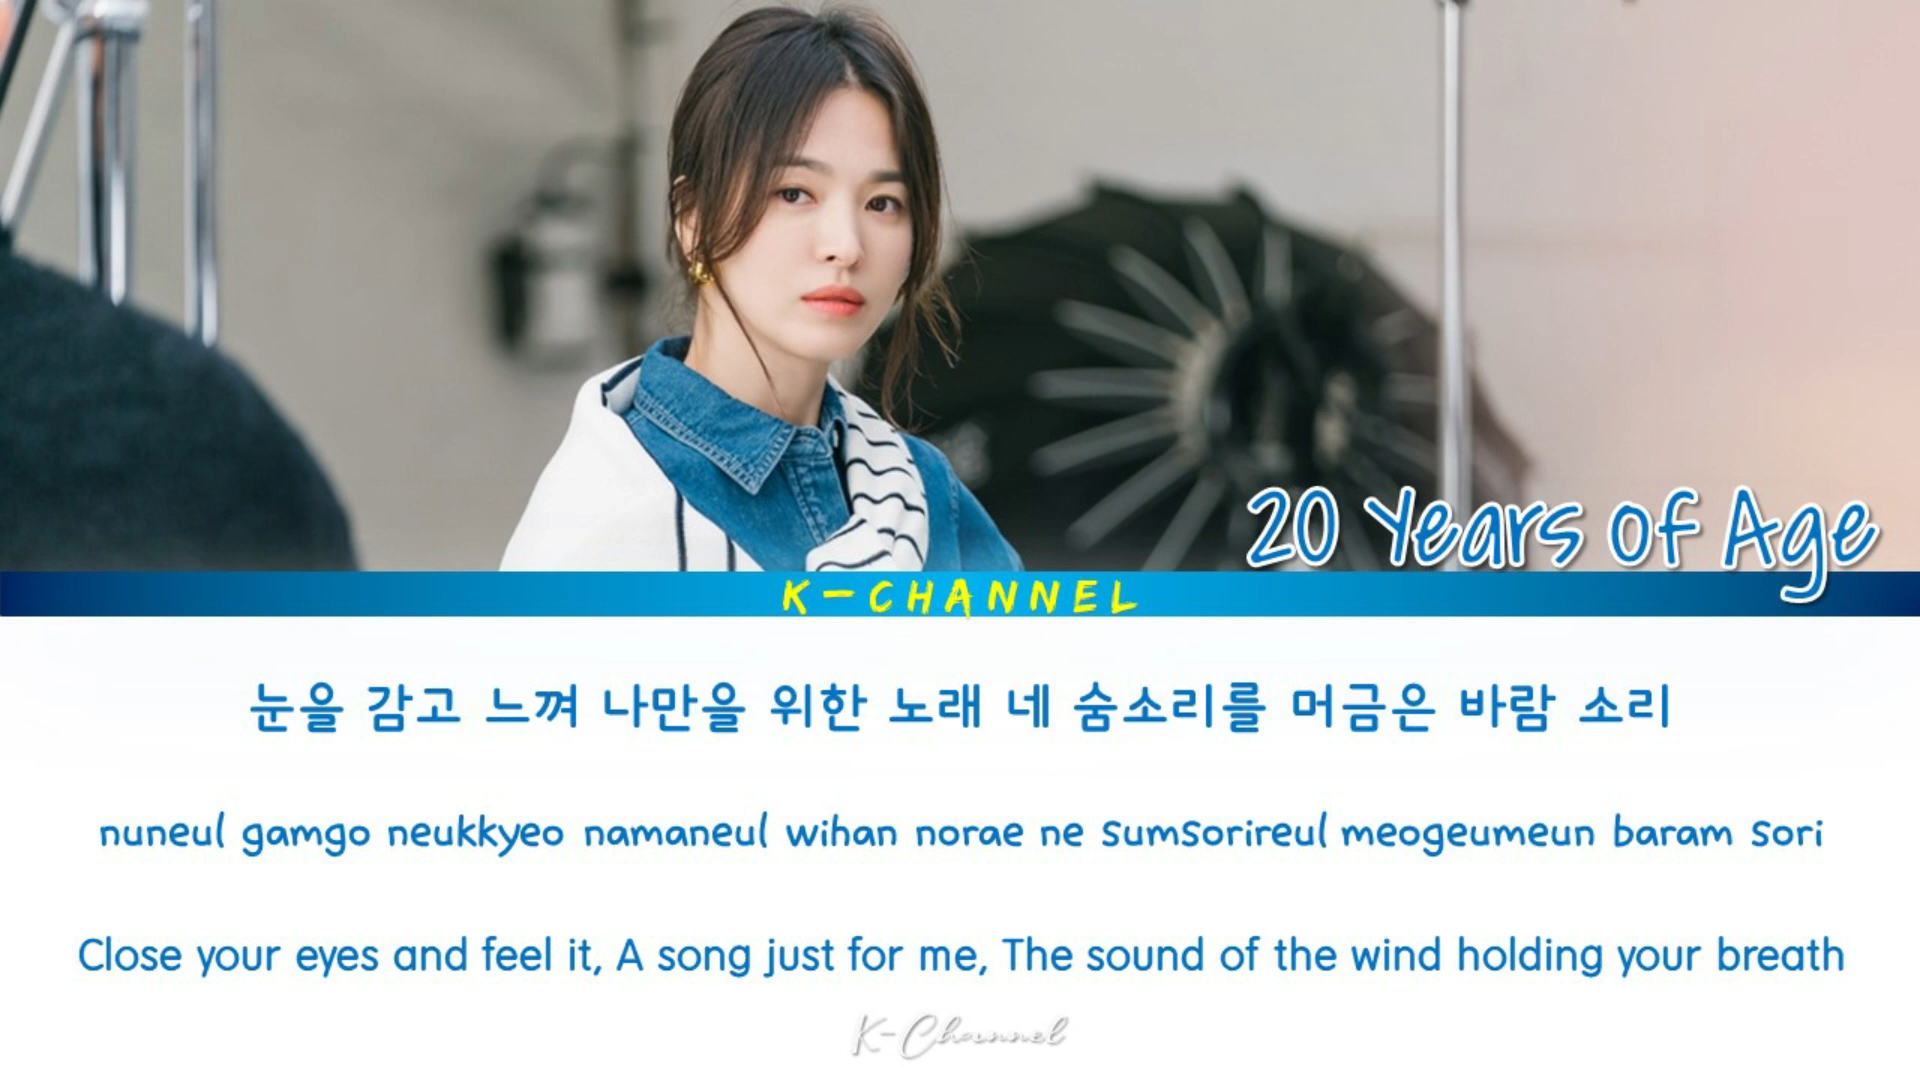 20 Years of Age
K-CHANNEL
눈을 감고 느껴 나만을 위한 노래 네 숨소리를 머금은 바람 소리
nuneul gamgo neukkyeo namaneul wihan norae ne sumsorireul meogeumeun baram sori
Close your eyes and feel it, A song just for me, The sound of the wind holding your breath
K-Channel